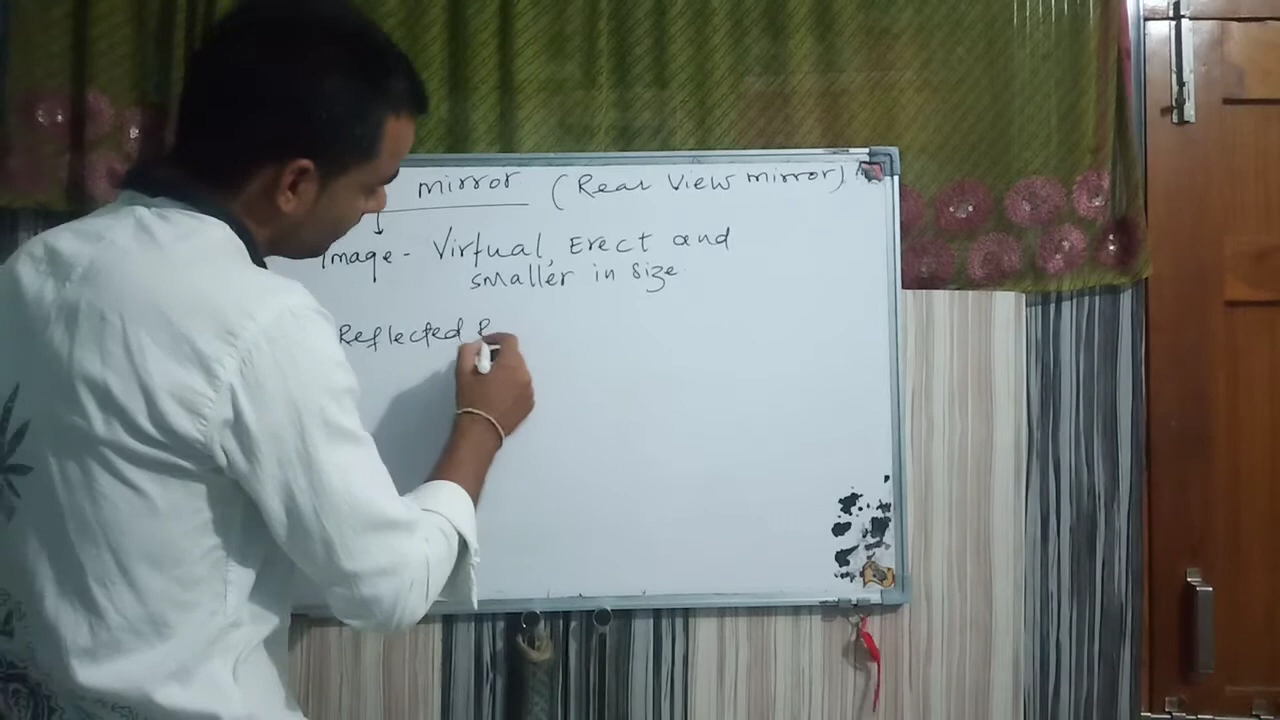 mirror (Rear View mirror)
Image - Virtual, Erect and
smaller in size
Reflected R